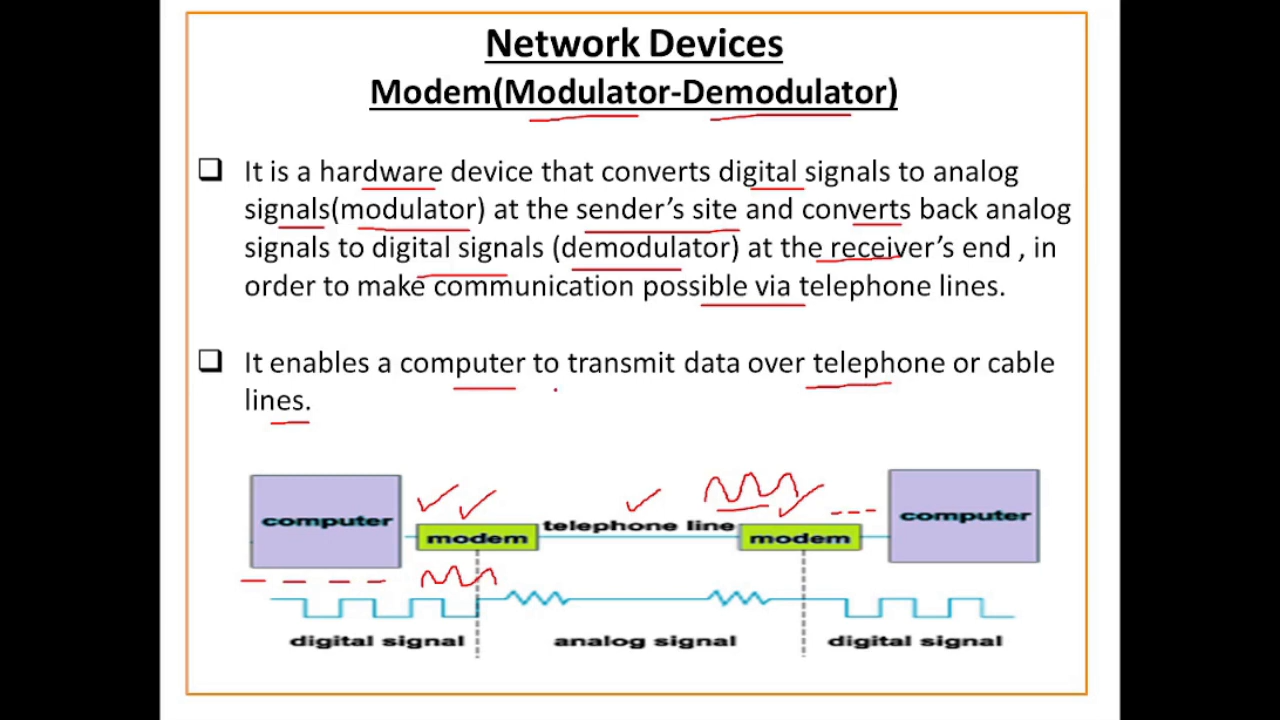 Network Devices
Modem(Modulator-Demodulator)
It is a hardware device that converts digital signals to analog
signals(modulator) at the sender's site and converts back analog
signals to digital signals (demodulator) at the receiver's end , in
order to make communication possible via telephone lines.
It enables a computer to transmit data over telephone or cable
lines.
computer
modem
telephone line
modem
computer
digital signal
analog signal
digital signal